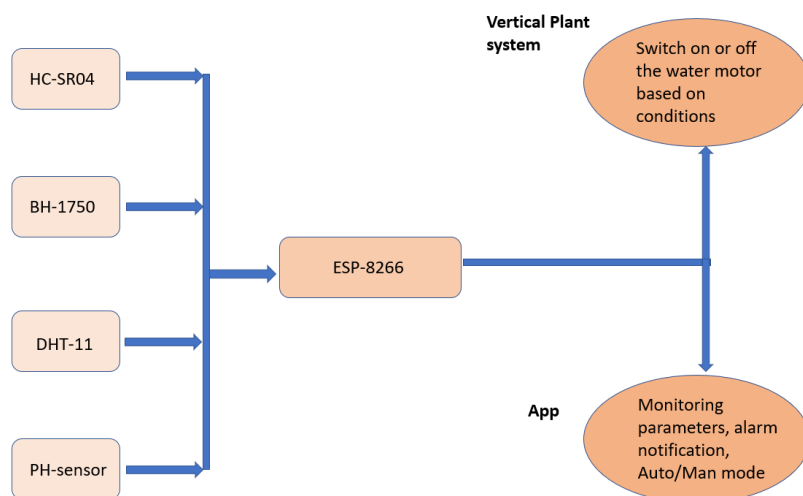 Vertical Plant
system
Switch on or off
the water motor
based on
conditions
HC-SR04
BH-1750
ESP-8266
DHT-11
PH-sensor
App
Monitoring
parameters, alarm
notification,
Auto/Man mode